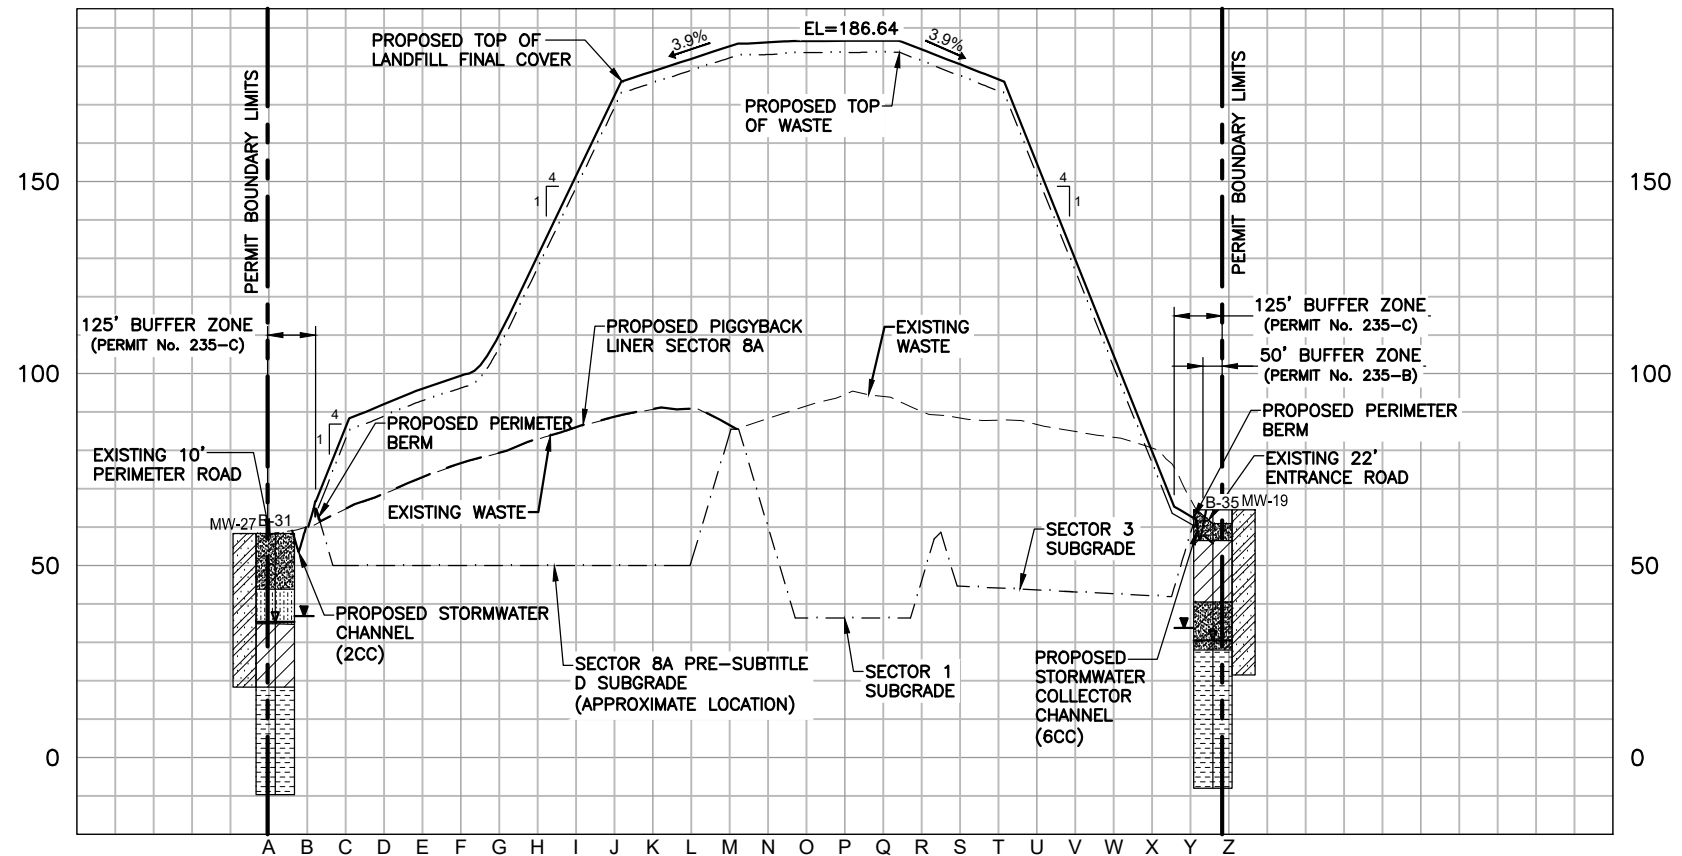 EL=186.64
3.9%
3.9%
PROPOSED TOP OF
LANDFILL FINAL COVER
PROPOSED TOP
OF WASTE
PERMIT BOUNDARY LIMITS
PERMIT BOUNDARY LIMITS
150
150
4
1
4
1
125' BUFFER ZONE
(PERMIT No. 235-C)
PROPOSED PIGGYBACK
LINER SECTOR 8A
EXISTING
WASTE
125' BUFFER ZONE
(PERMIT No. 235-C)
50' BUFFER ZONE
(PERMIT No. 235-B)
100
100
4
1
PROPOSED PERIMETER
BERM
PROPOSED PERIMETER
BERM
EXISTING 10'
PERIMETER ROAD
EXISTING 22'
ENTRANCE ROAD
EXISTING WASTE
MW-27
B-31
B-35
MW-19
SECTOR 3
SUBGRADE
50
50
PROPOSED STORMWATER
CHANNEL
(2CC)
SECTOR 8A PRE-SUBTITLE
D SUBGRADE
(APPROXIMATE LOCATION)
SECTOR 1
SUBGRADE
PROPOSED
STORMWATER
COLLECTOR
CHANNEL
(6CC)
0
0
A B C D E F G H I J K L M N O P Q R S T U V W X Y Z